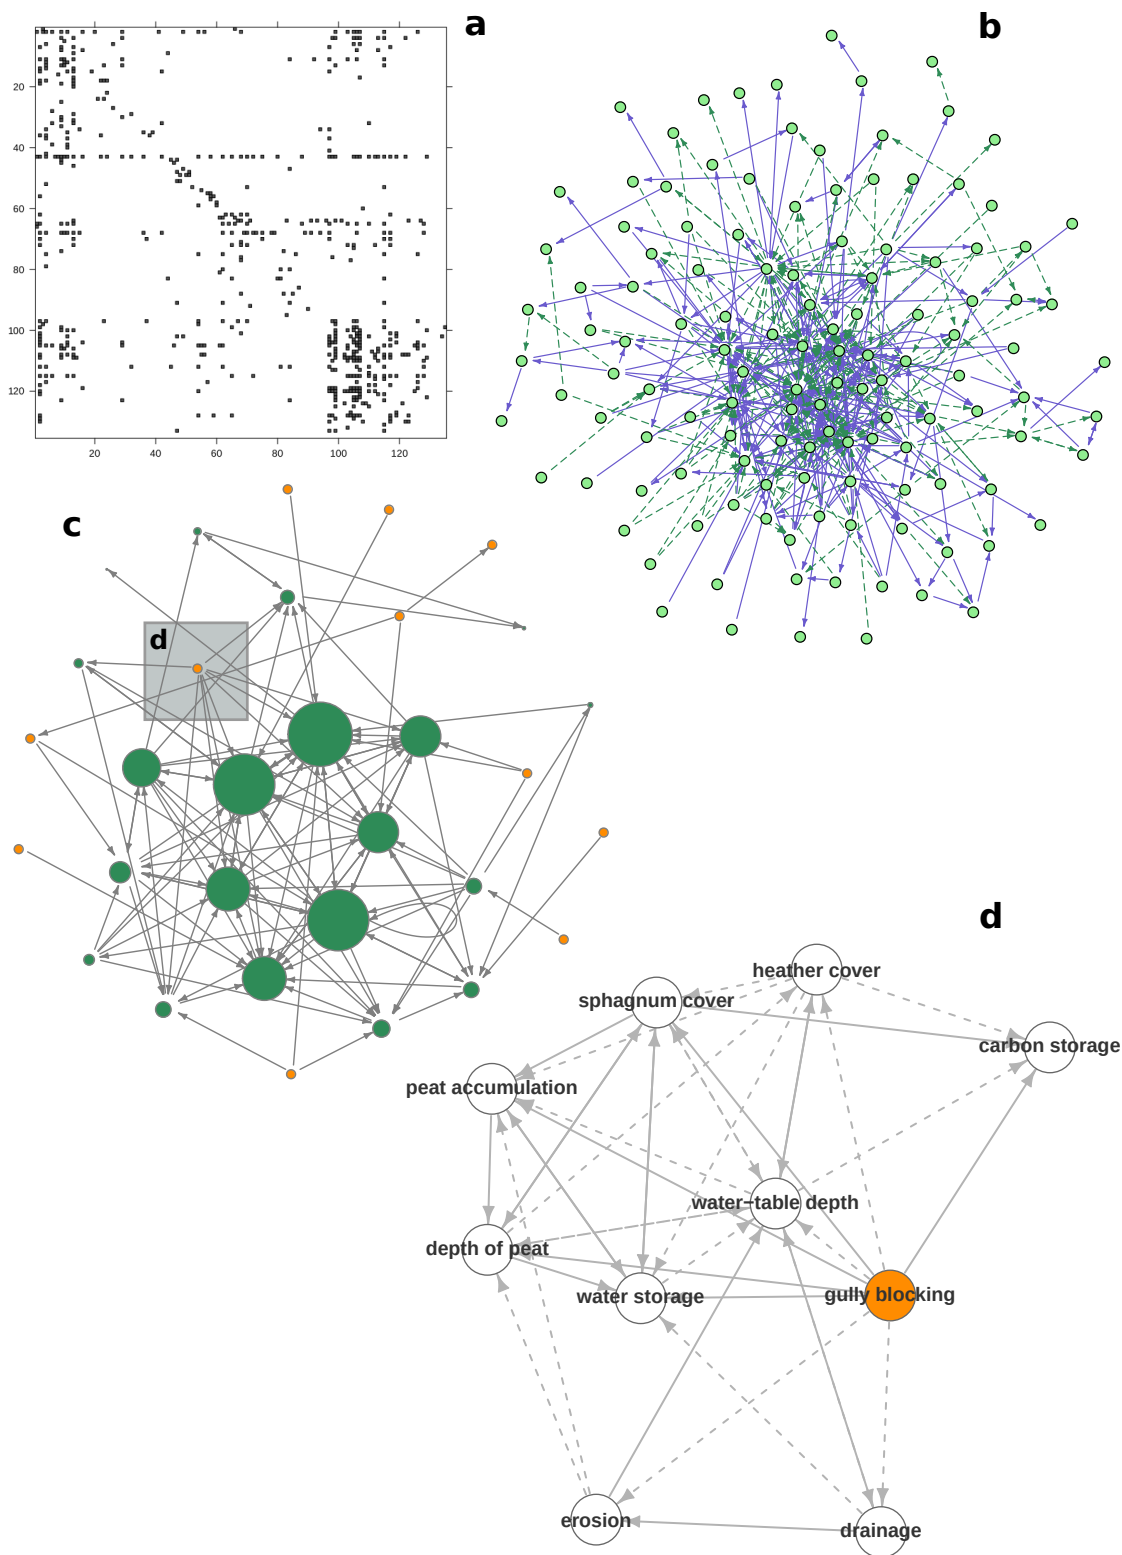 a
b
20
40
60
80
100
120
20
40
60
80
100
120
c
d
d
heather cover
sphagnum cover
carbon storage
peat accumulation
water−table depth
depth of peat
water storage
gully blocking
erosion
drainage